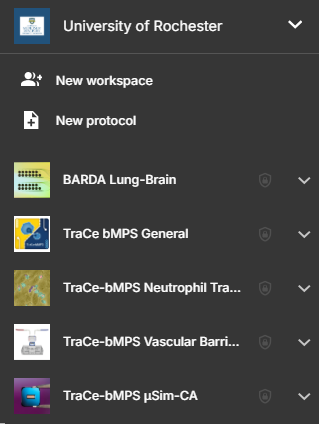 University of Rochester
New workspace
New protocol
BARDA Lung-Brain
TraCe bMPS General
TraCe-bMPS Neutrophil Tra...
TraCe-bMPS Vascular Barri...
TraCe-bMPS μSim-CA